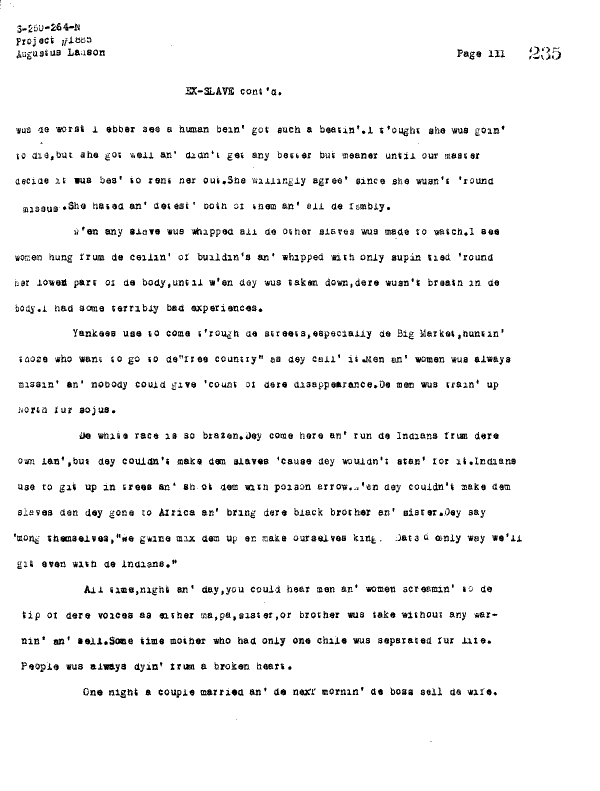 S-260-264-N
Project #1885
Augustus Ladson
Page 111 235
EX-SLAVE cont'd.
wus de worst I ebber see a human bein' got such a beatin'.I t'ought she wus goin'
to die,but she got well an' didn't get any better but meaner until our master
decide it wus bes' to rent her out.She willingly agree' since she wusn't 'round
missus.She hated an' detest' both of them an' all de fambly.
W'en any slave wus whipped all de other slaves wus made to watch.I see
women hung frum de ceilin' of buildin's an' whipped with only supin tied 'round
her lower part of de body,until w'en dey wus taken down,dere wusn't breath in de
body.I had some terribly bad experiences.
Yankees use to come t'rough de streets,especially de Big Market,huntin'
those who want to go to de"free country" as dey call' it.Men an' women wus always
missin' an' nobody could give 'count of dere disappearance.De men wus train' up
North fur sojus.
De white race is so brazen.Dey come here an' run de Indians frum dere
own lan',but dey couldn't make dem slaves 'cause dey wouldn't stan' for it.Indians
use to git up in trees an' shoot dem with poison arrow.W'en dey couldn't make dem
slaves den dey gone to Africa an' bring dere black brother an' sister.Dey say
'mong themselves,"we gwine mix dem up en make ourselves king. Dats d only way we'll
git even with de Indians."
All time,night an' day,you could hear men an' women screamin' to de
tip of dere voices as either ma,pa,sister,or brother wus take without any war-
nin' an' sell.Some time mother who had only one chile wus separated fur life.
People wus always dyin' frum a broken heart.
One night a couple married an' de next mornin' de boss sell de wife.